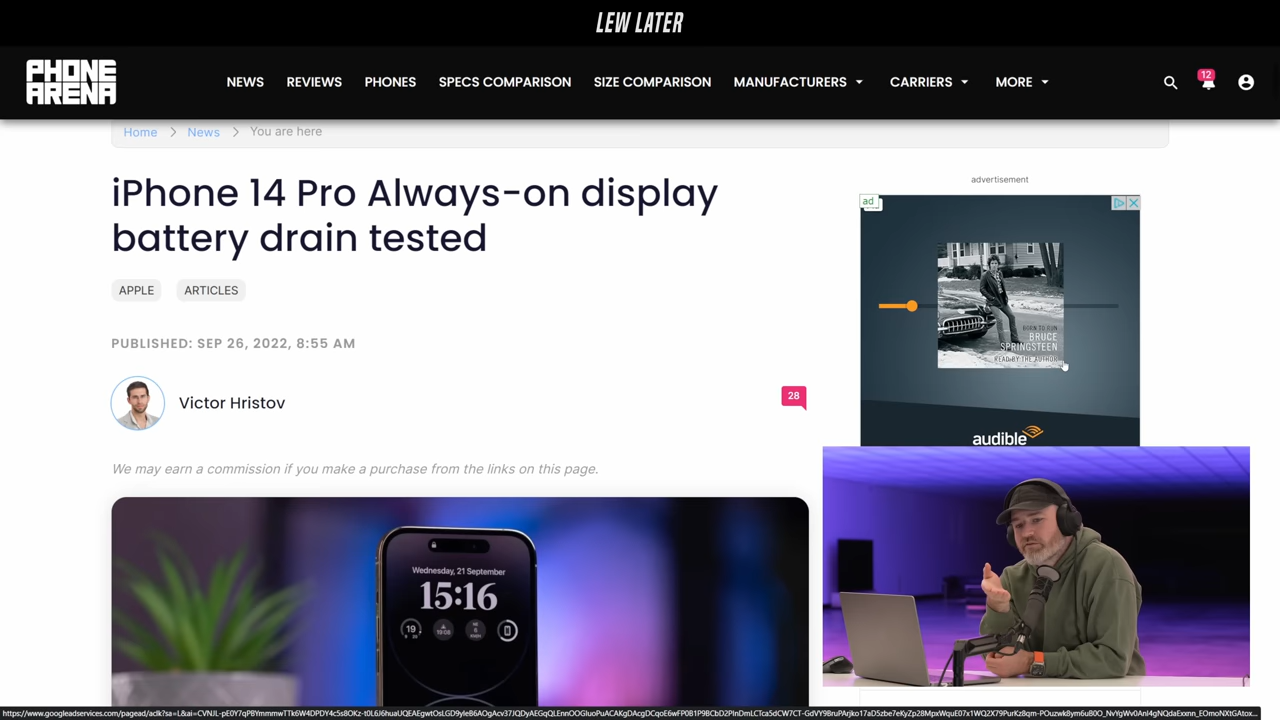 LEW LATER
PHONE
ARENA
NEWS REVIEWS PHONES SPECS COMPARISON SIZE COMPARISON MANUFACTURERS CARRIERS MORE
12
Home > News > You are here
iPhone 14 Pro Always-on display
battery drain tested
APPLE ARTICLES
PUBLISHED: SEP 26, 2022, 8:55 AM
Victor Hristov
28
We may earn a commission if you make a purchase from the links on this page.
advertisement
ad
BORN TO RUN
BRUCE
SPRINGSTEEN
READ BY THE AUTHOR
audible
Wednesday, 21 September
15:16
19